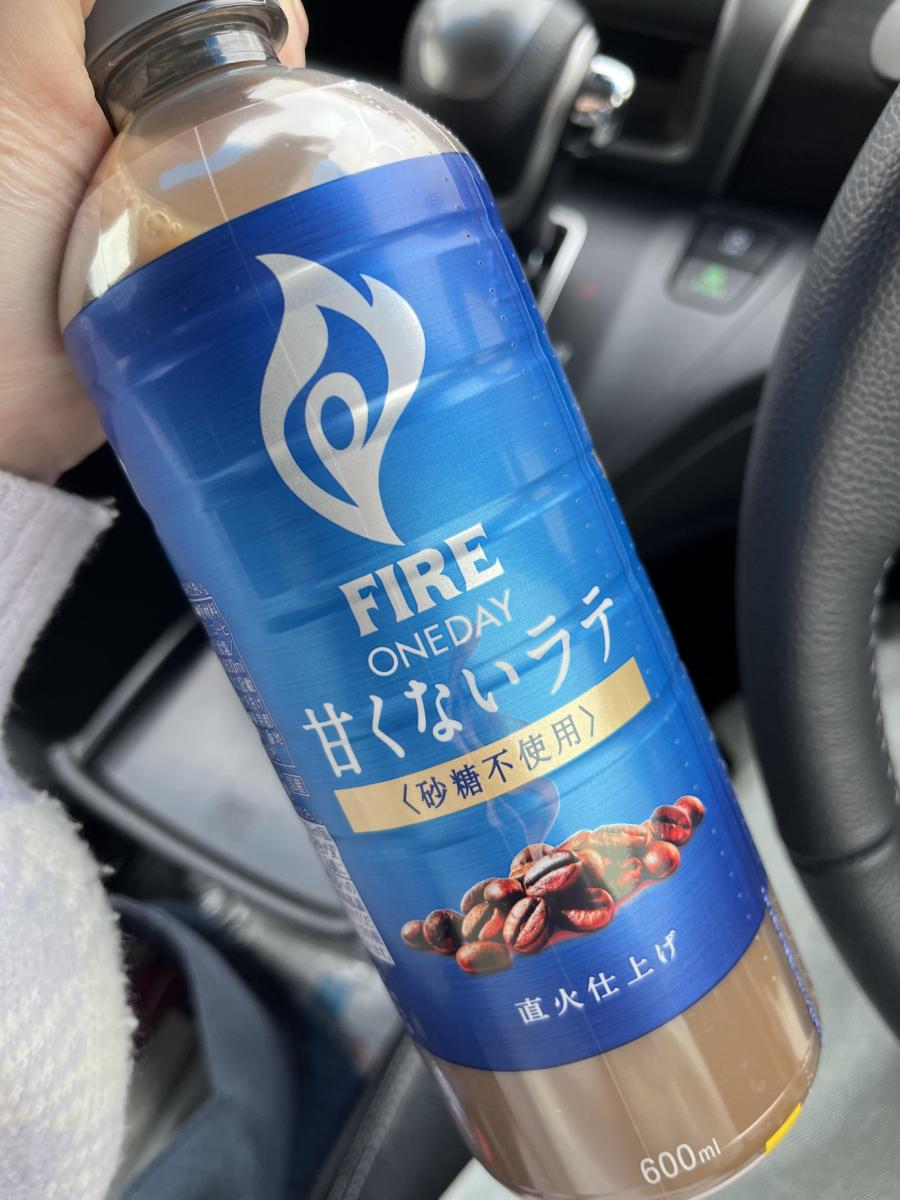 FIRE
ONEDAY
甘くないラテ
〈砂糖不使用〉
直火仕上げ
600ml